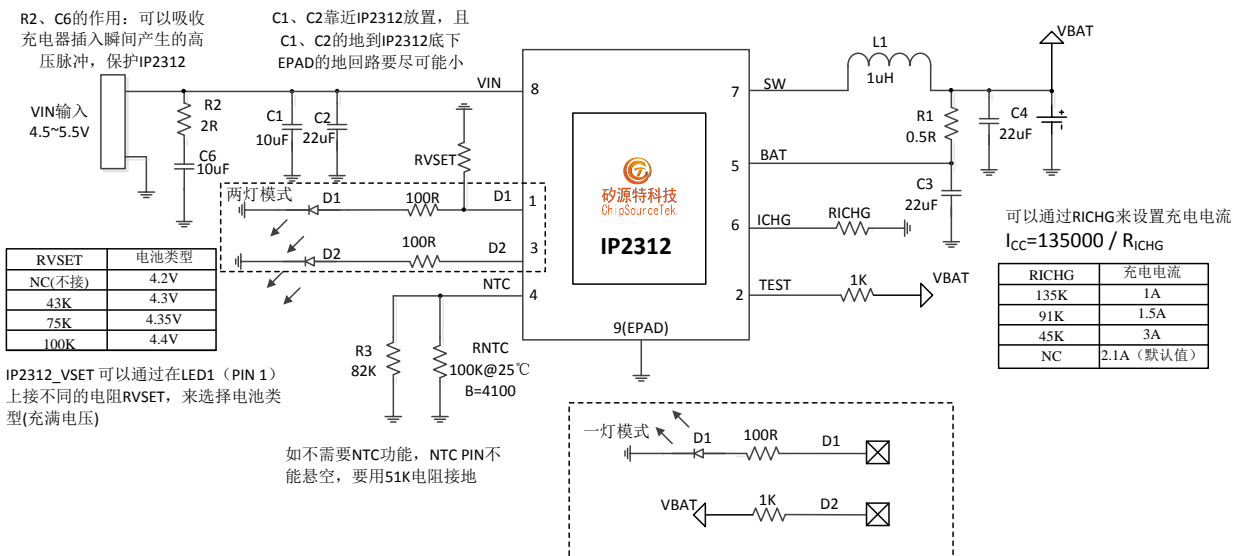 R2、C6的作用：可以吸收
充电器插入瞬间产生的高
压脉冲，保护IP2312
C1、C2靠近IP2312放置，且
C1、C2的地到IP2312底下
EPAD的地回路要尽可能小
VIN输入
4.5~5.5V
R2
2R
C6
10uF
C1
10uF
C2
22uF
RVSET
VIN
8
两灯模式
D1
100R
D1
1
D2
100R
D2
3
NTC
4
R3
82K
RNTC
100K@25℃
B=4100
矽源特科技
ChipSourceTek
IP2312
9(EPAD)
7
SW
L1
1uH
VBAT
R1
0.5R
C4
22uF
+
5
BAT
C3
22uF
6
ICHG
RICHG
2
TEST
1K
VBAT
RVSET 电池类型
NC(不接) 4.2V
43K 4.3V
75K 4.35V
100K 4.4V
IP2312_VSET 可以通过在LED1（PIN 1）
上接不同的电阻RVSET，来选择电池类
型(充满电压)
如不需要NTC功能，NTC PIN不
能悬空，要用51K电阻接地
可以通过RICHG来设置充电电流
ICC=135000 / RICHG
RICHG 充电电流
135K 1A
91K 1.5A
45K 3A
NC 2.1A（默认值）
一灯模式
D1
100R
D1
VBAT
1K
D2